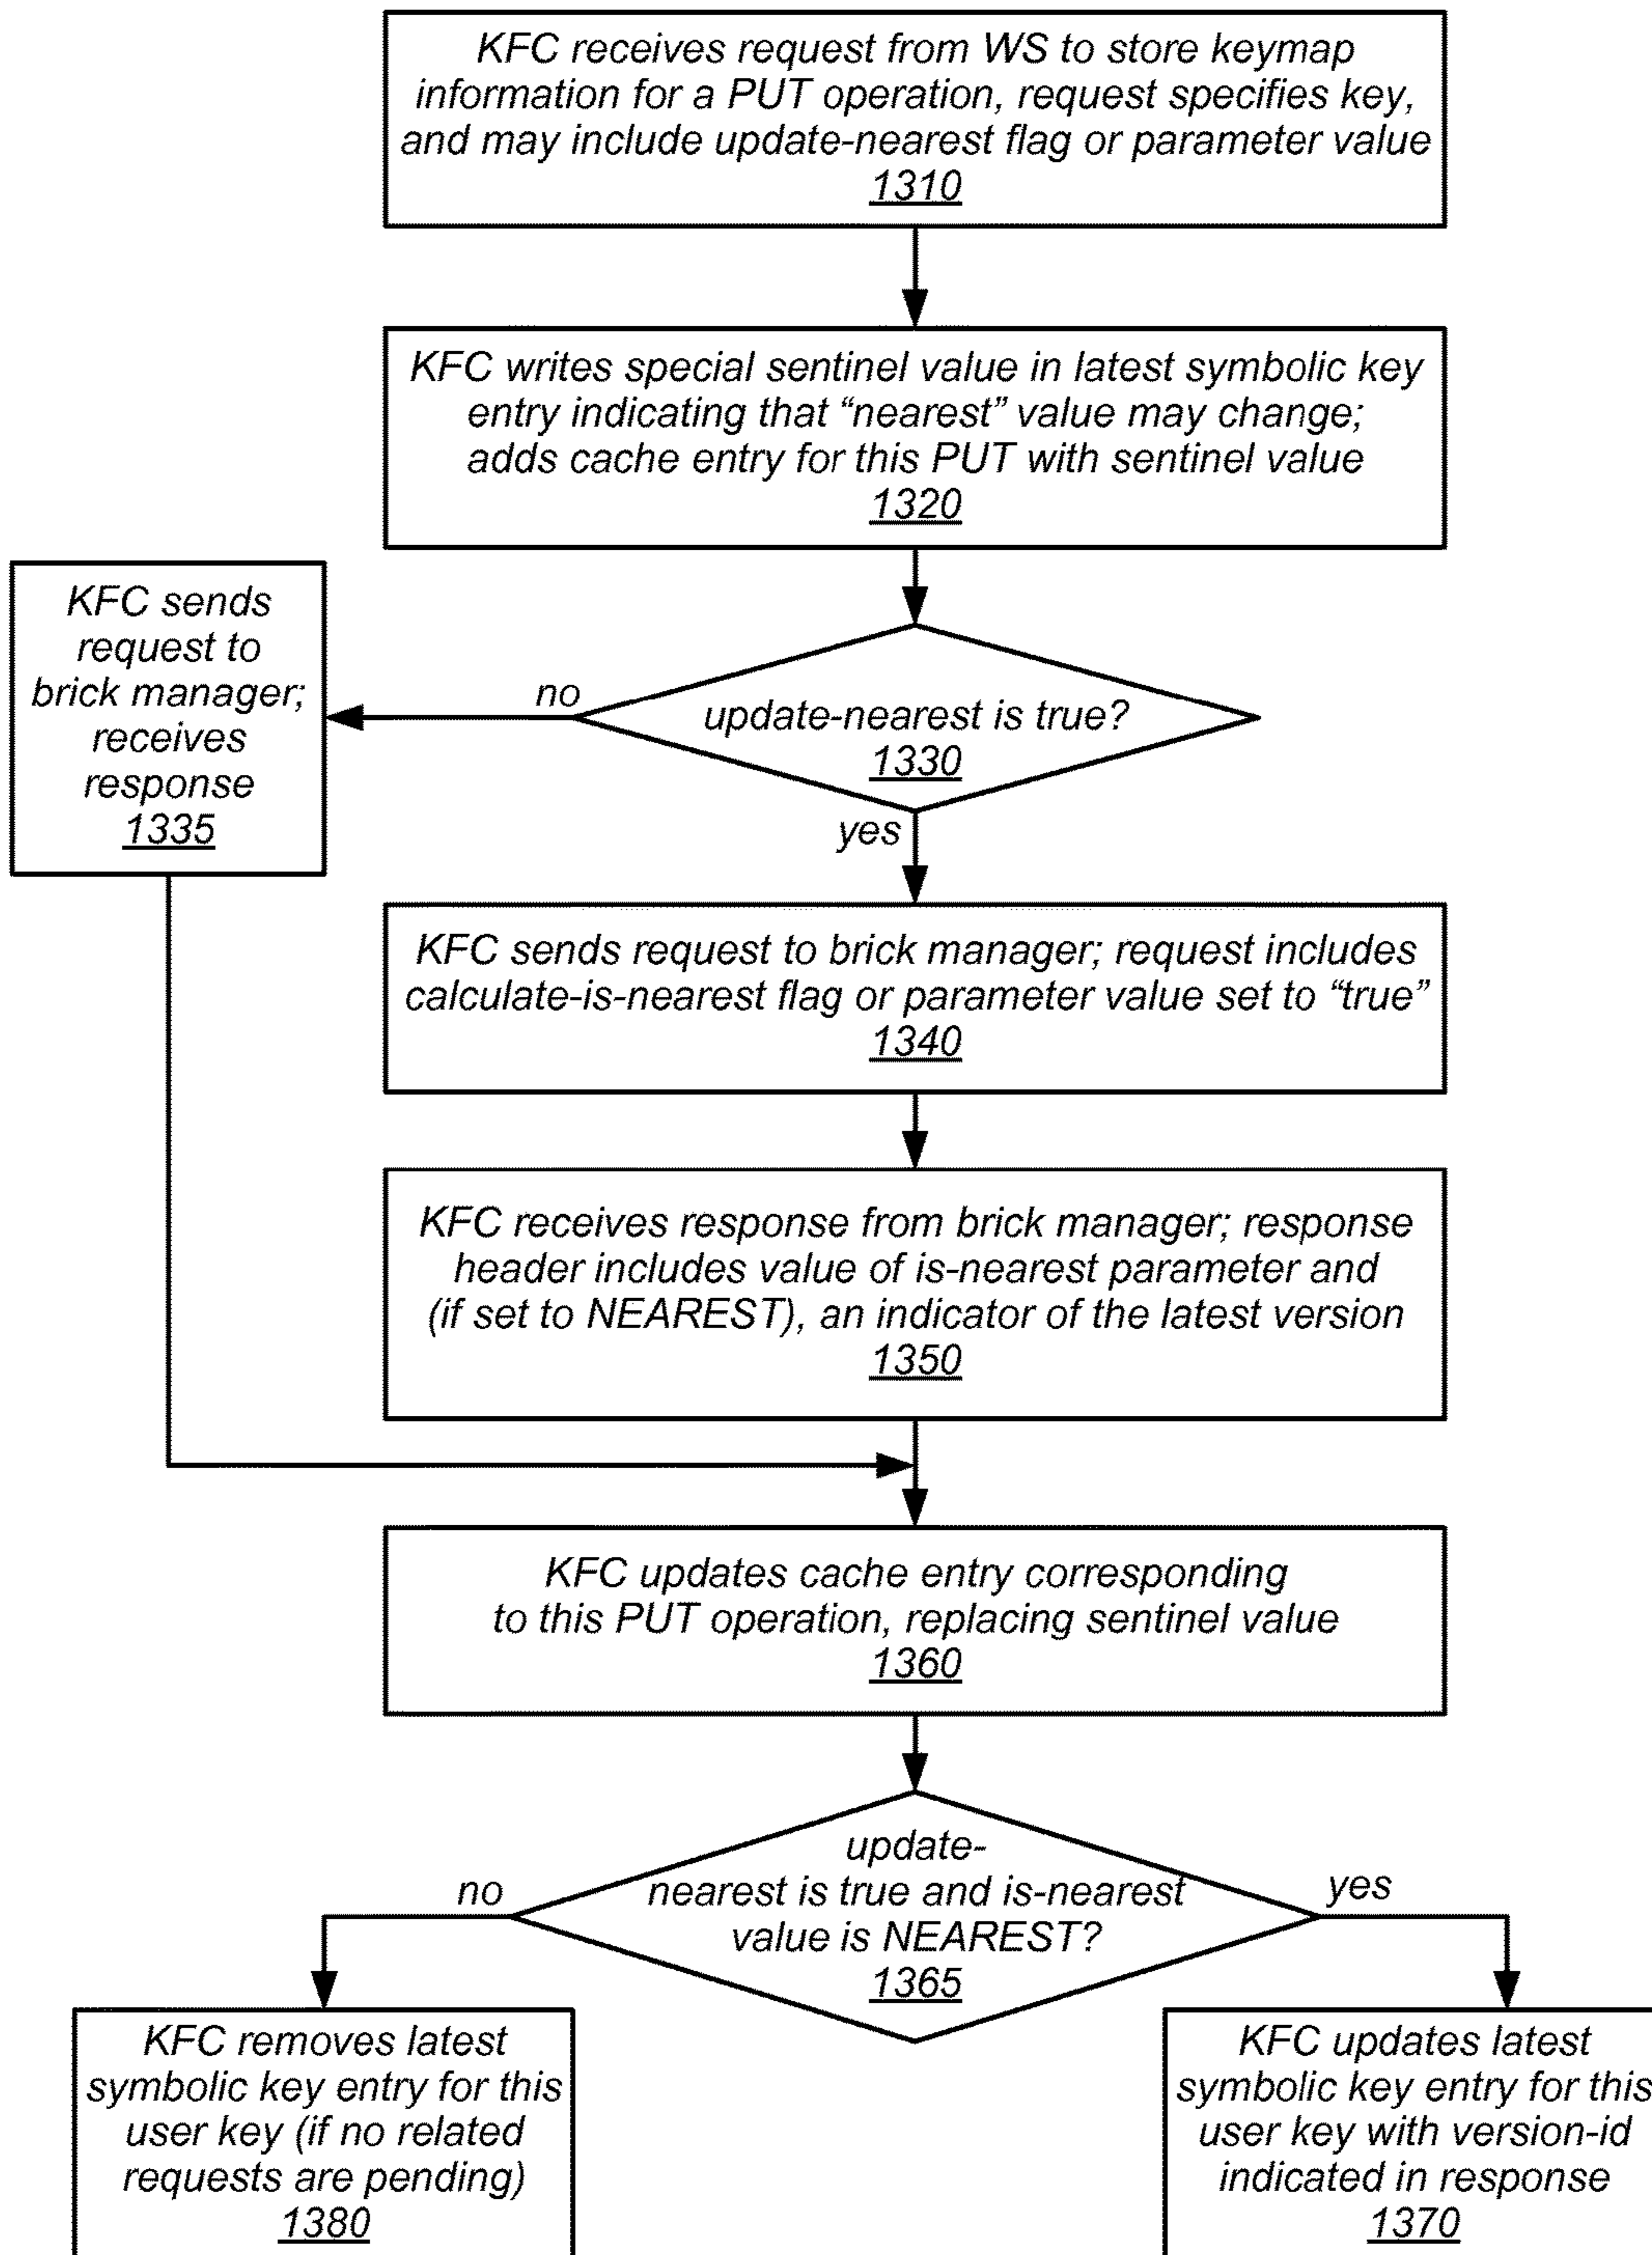 KFC receives request from WS to store keymap
information for a PUT operation, request specifies key,
and may include update-nearest flag or parameter value
1310
KFC writes special sentinel value in latest symbolic key
entry indicating that “nearest” value may change;
adds cache entry for this PUT with sentinel value
1320
KFC sends
request to
brick manager;
receives
response
1335
no
update-nearest is true?
1330
yes
KFC sends request to brick manager; request includes
calculate-is-nearest flag or parameter value set to “true”
1340
KFC receives response from brick manager; response
header includes value of is-nearest parameter and
(if set to NEAREST), an indicator of the latest version
1350
KFC updates cache entry corresponding
to this PUT operation, replacing sentinel value
1360
update-
nearest is true and is-nearest
value is NEAREST?
1365
no
yes
KFC removes latest
symbolic key entry for this
user key (if no related
requests are pending)
1380
KFC updates latest
symbolic key entry for this
user key with version-id
indicated in response
1370